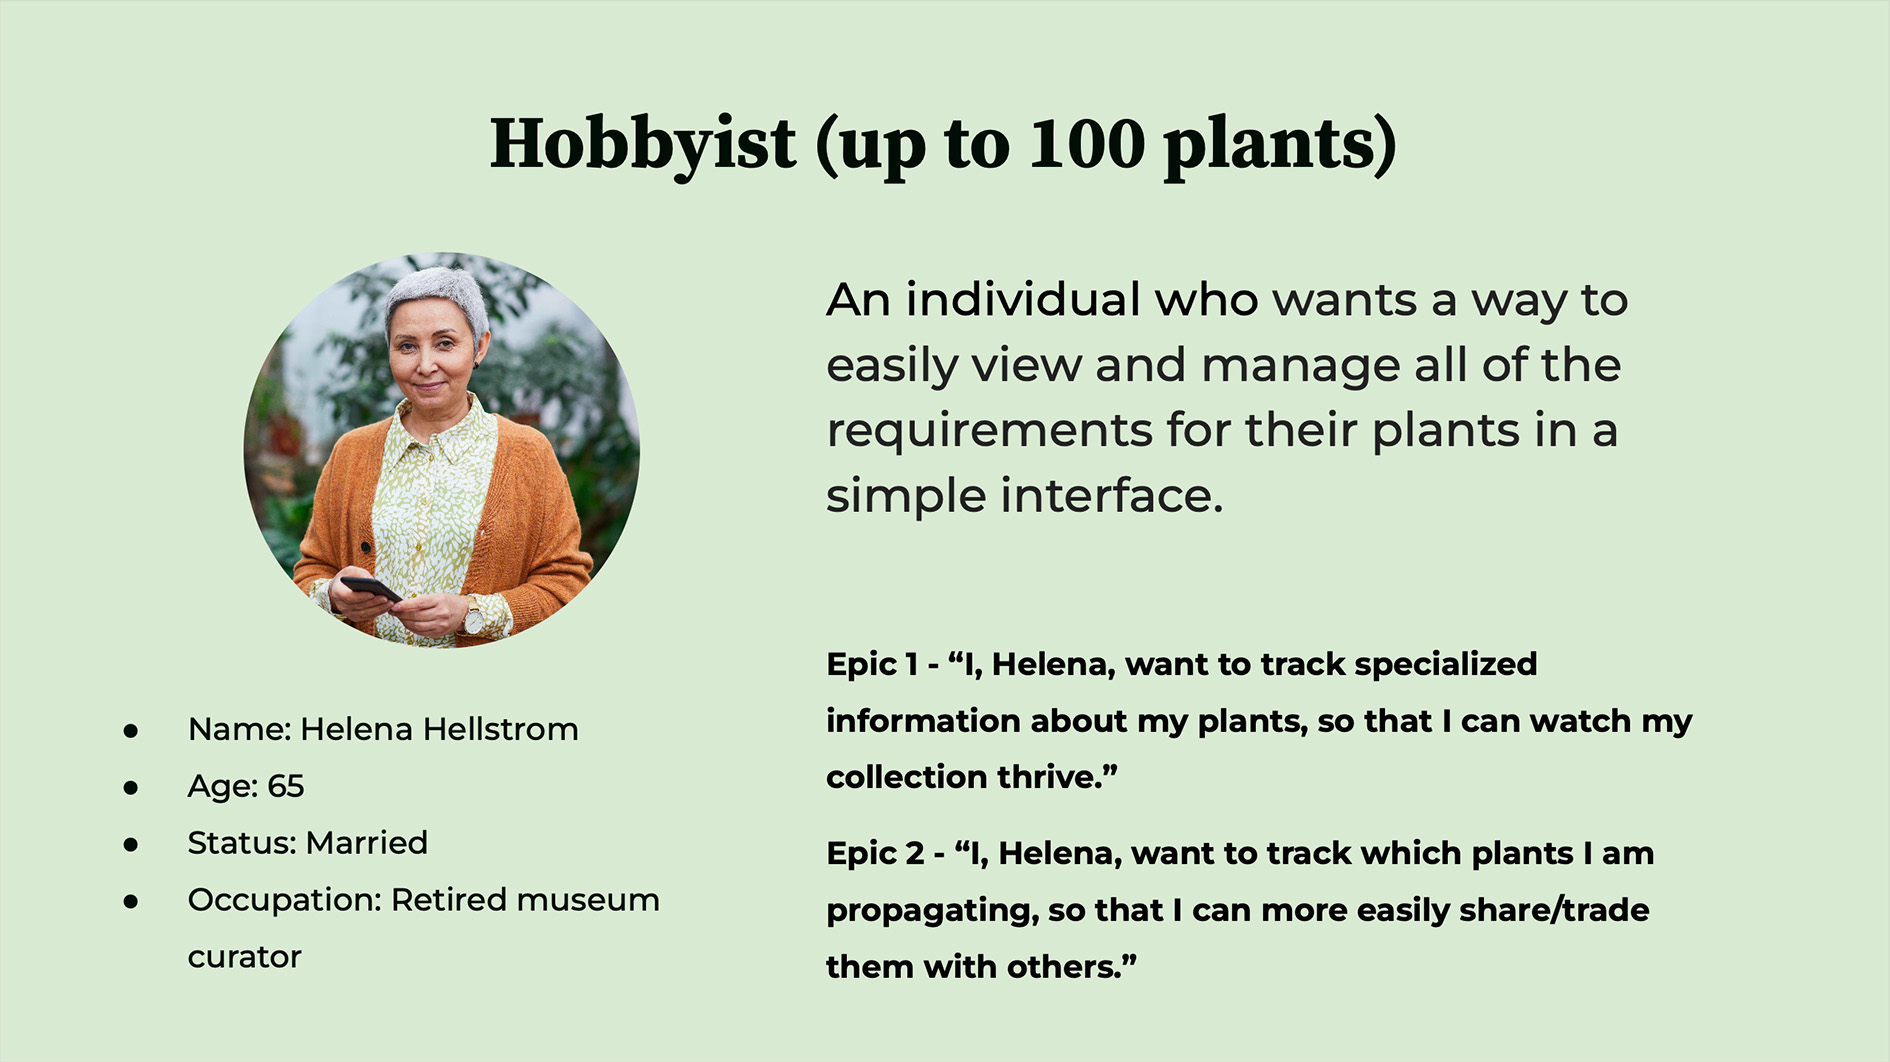 Hobbyist (up to 100 plants)
An individual who wants a way to
easily view and manage all of the
requirements for their plants in a
simple interface.
● Name: Helena Hellstrom
● Age: 65
● Status: Married
● Occupation: Retired museum
curator
Epic 1 - “I, Helena, want to track specialized
information about my plants, so that I can watch my
collection thrive.”
Epic 2 - “I, Helena, want to track which plants I am
propagating, so that I can more easily share/trade
them with others.”